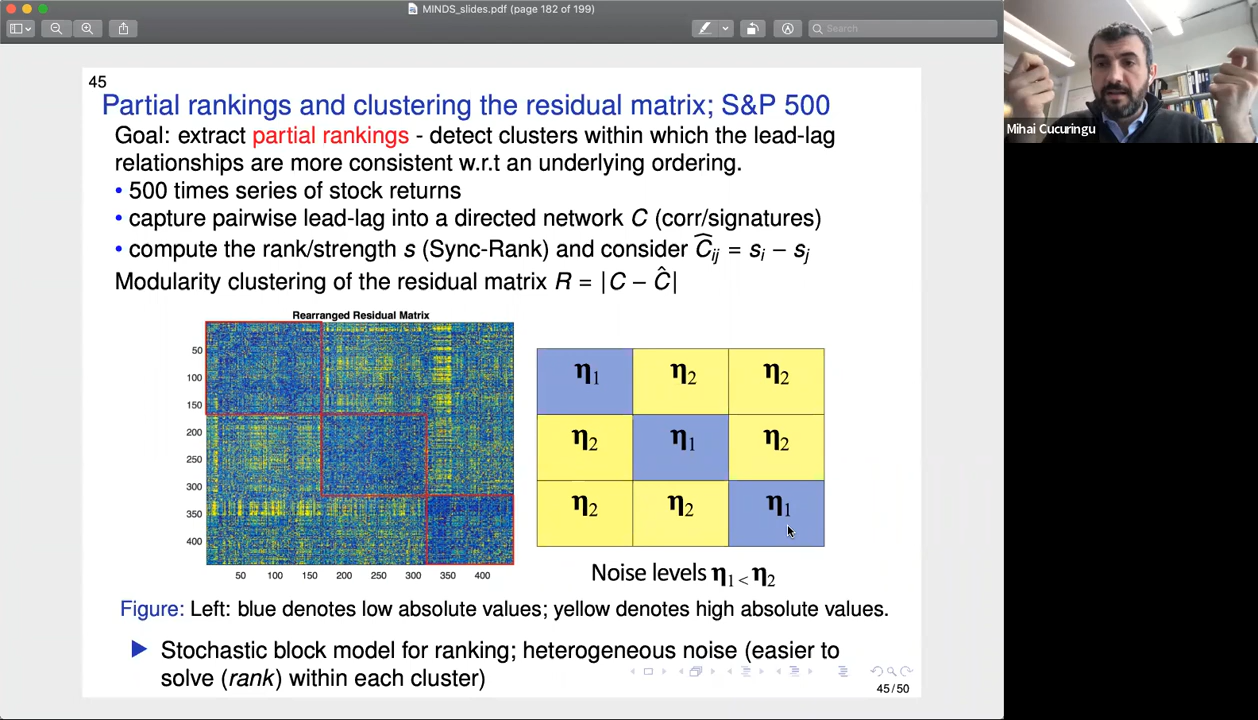 MINDS_slides.pdf (page 182 of 199)
Search
45
Partial rankings and clustering the residual matrix; S&P 500
Goal: extract partial rankings - detect clusters within which the lead-lag
relationships are more consistent w.r.t an underlying ordering.
• 500 times series of stock returns
• capture pairwise lead-lag into a directed network C (corr/signatures)
• compute the rank/strength s (Sync-Rank) and consider Ĉij = si − sj
Modularity clustering of the residual matrix R = |C − Ĉ|
Rearranged Residual Matrix
50
100
150
200
250
300
350
400
50 100 150 200 250 300 350 400
η1 η2 η2
η2 η1 η2
η2 η2 η1
Noise levels η1 < η2
Figure: Left: blue denotes low absolute values; yellow denotes high absolute values.
Stochastic block model for ranking; heterogeneous noise (easier to
solve (rank) within each cluster)
45/50
Mihai Cucuringu